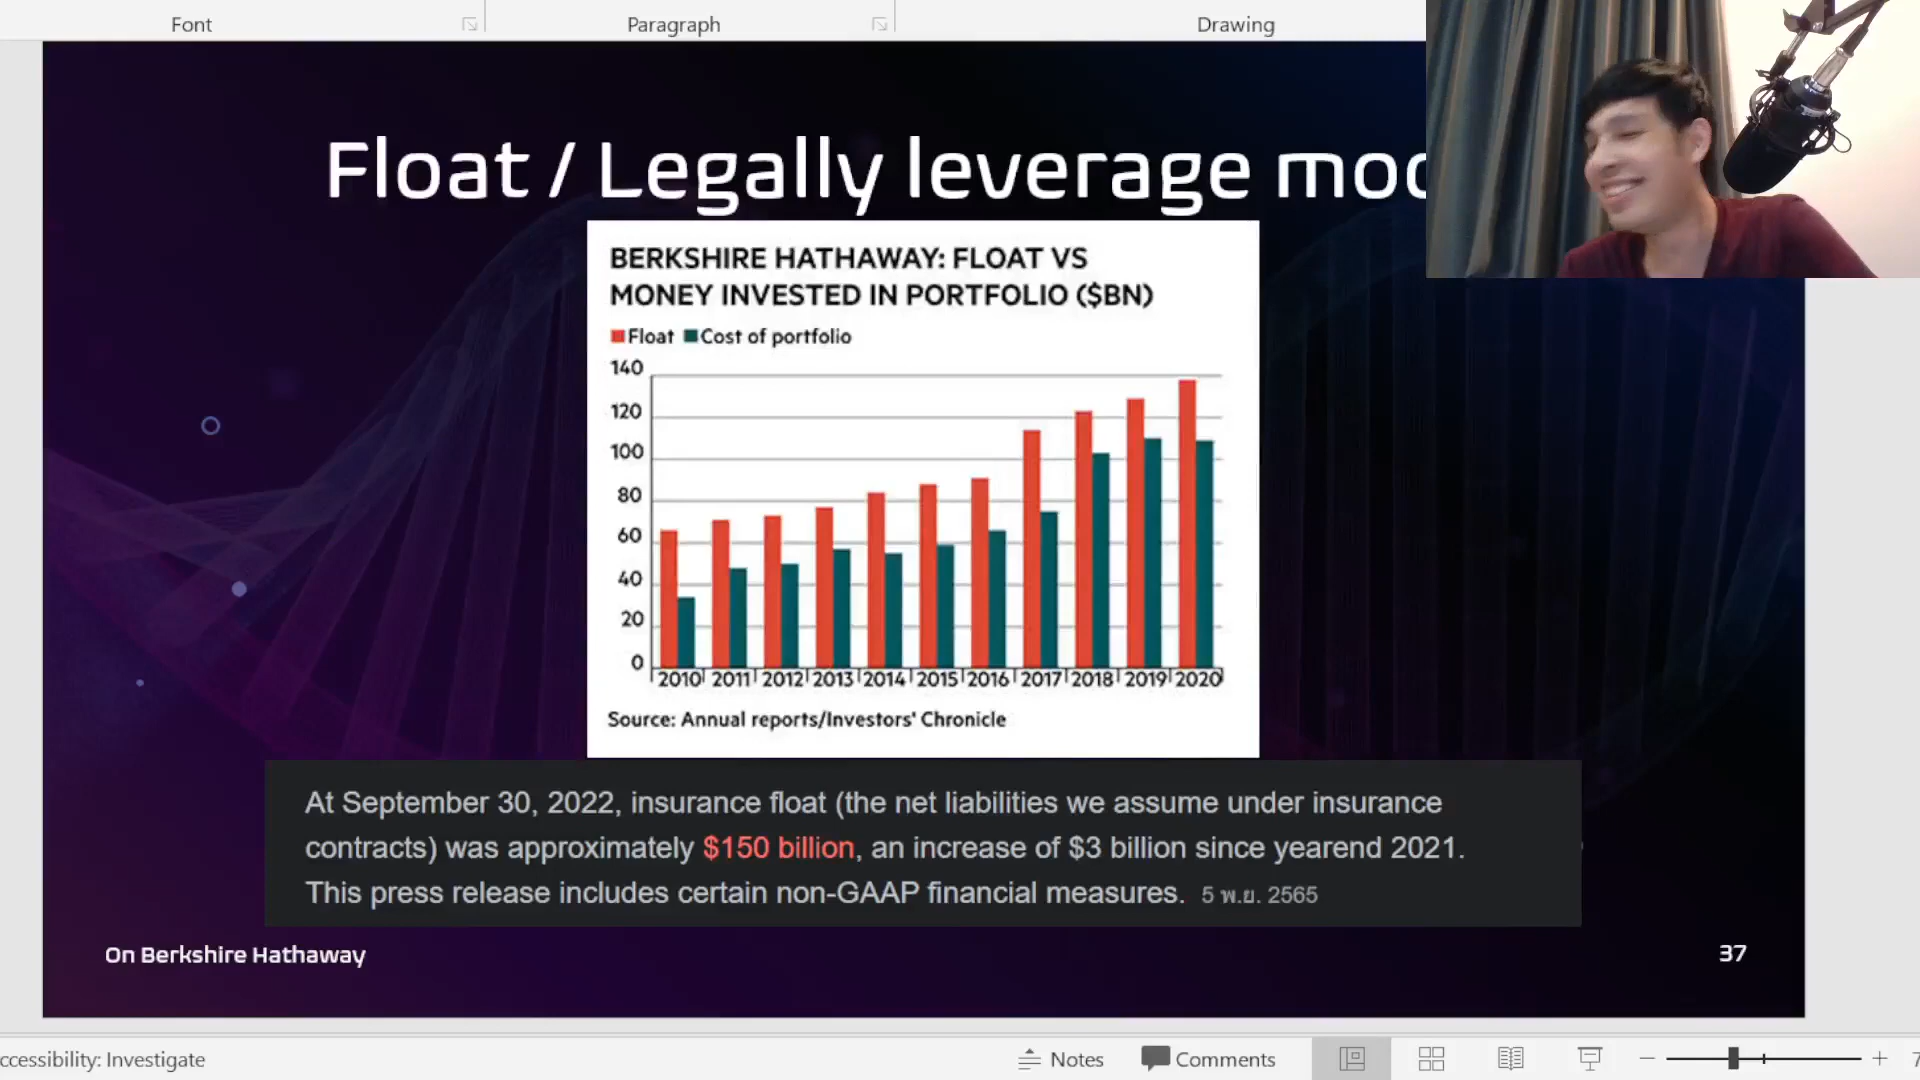 Font
Paragraph
Drawing
Float / Legally leverage
BERKSHIRE HATHAWAY: FLOAT VS
MONEY INVESTED IN PORTFOLIO ($BN)
Float Cost of portfolio
140
120
100
80
60
40
20
0
2010 2011 2012 2013 2014 2015 2016 2017 2018 2019 2020
Source: Annual reports/Investors' Chronicle
At September 30, 2022, insurance float (the net liabilities we assume under insurance
contracts) was approximately $150 billion, an increase of $3 billion since yearend 2021.
This press release includes certain non-GAAP financial measures. 5 พ.ย. 2565
On Berkshire Hathaway
37
ccessibility: Investigate
Notes
Comments